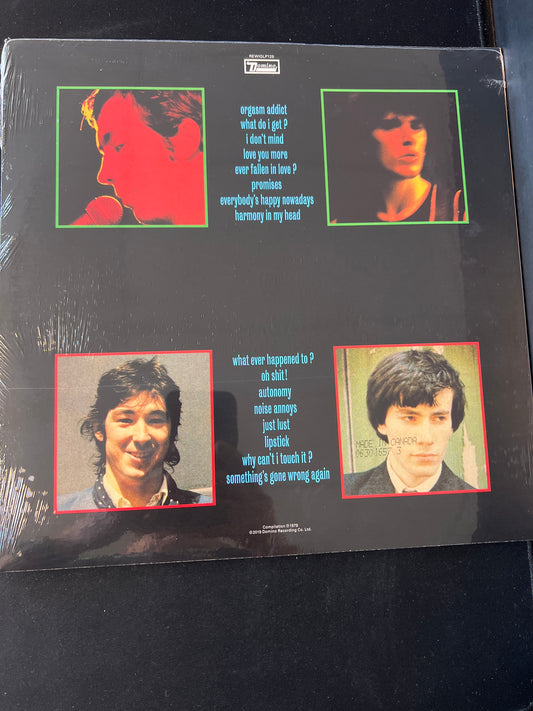 REWIGLP129
Domino
orgasm addict
what do i get?
i don't mind
love you more
ever fallen in love?
promises
everybody's happy nowadays
harmony in my head
what ever happened to?
oh shit!
autonomy
noise annoys
just lust
lipstick
why can't i touch it?
something's gone wrong again
MADE IN CANADA
Compilation ℗ 1979
©2019 Domino Recording Co. Ltd.